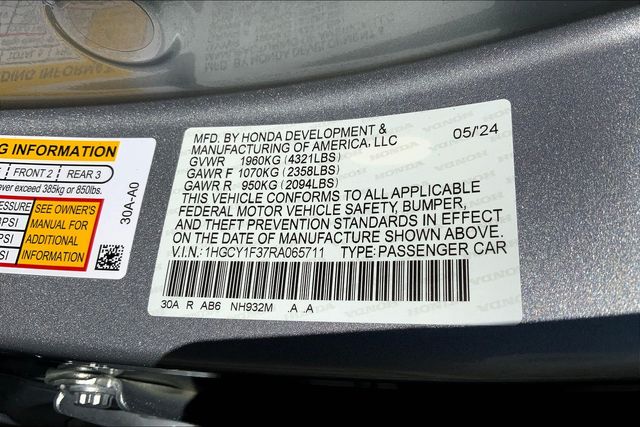 MFD. BY HONDA DEVELOPMENT &
MANUFACTURING OF AMERICA, LLC
05/'24
GVWR 1960KG (4321LBS)
GAWR F 1070KG (2358LBS)
GAWR R 950KG (2094LBS)
THIS VEHICLE CONFORMS TO ALL APPLICABLE
FEDERAL MOTOR VEHICLE SAFETY, BUMPER,
AND THEFT PREVENTION STANDARDS IN EFFECT
ON THE DATE OF MANUFACTURE SHOWN ABOVE.
V.I.N.: 1HGCY1F37RA065711 TYPE: PASSENGER CAR
30A R AB6 NH932M .A .A
INFORMATION
FRONT 2 REAR 3
exceed 385kg or 850lbs.
SEE OWNER'S
MANUAL FOR
ADDITIONAL
INFORMATION
PSI
30A-A0